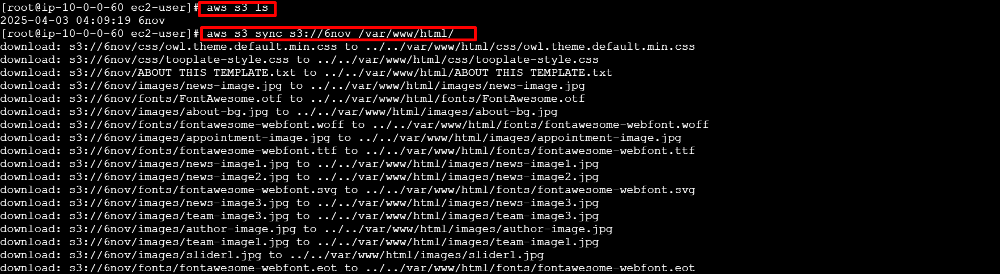 [root@ip-10-0-0-60 ec2-user]# aws s3 ls
2025-04-03 04:09:19 6nov
[root@ip-10-0-0-60 ec2-user]# aws s3 sync s3://6nov /var/www/html/
download: s3://6nov/css/owl.theme.default.min.css to ../../var/www/html/css/owl.theme.default.min.css
download: s3://6nov/css/tooplate-style.css to ../../var/www/html/css/tooplate-style.css
download: s3://6nov/ABOUT THIS TEMPLATE.txt to ../../var/www/html/ABOUT THIS TEMPLATE.txt
download: s3://6nov/images/news-image.jpg to ../../var/www/html/images/news-image.jpg
download: s3://6nov/fonts/FontAwesome.otf to ../../var/www/html/fonts/FontAwesome.otf
download: s3://6nov/images/about-bg.jpg to ../../var/www/html/images/about-bg.jpg
download: s3://6nov/fonts/fontawesome-webfont.woff to ../../var/www/html/fonts/fontawesome-webfont.woff
download: s3://6nov/images/appointment-image.jpg to ../../var/www/html/images/appointment-image.jpg
download: s3://6nov/fonts/fontawesome-webfont.ttf to ../../var/www/html/fonts/fontawesome-webfont.ttf
download: s3://6nov/images/news-image1.jpg to ../../var/www/html/images/news-image1.jpg
download: s3://6nov/images/news-image2.jpg to ../../var/www/html/images/news-image2.jpg
download: s3://6nov/fonts/fontawesome-webfont.svg to ../../var/www/html/fonts/fontawesome-webfont.svg
download: s3://6nov/images/news-image3.jpg to ../../var/www/html/images/news-image3.jpg
download: s3://6nov/images/team-image3.jpg to ../../var/www/html/images/team-image3.jpg
download: s3://6nov/images/author-image.jpg to ../../var/www/html/images/author-image.jpg
download: s3://6nov/images/team-image1.jpg to ../../var/www/html/images/team-image1.jpg
download: s3://6nov/images/slider1.jpg to ../../var/www/html/images/slider1.jpg
download: s3://6nov/fonts/fontawesome-webfont.eot to ../../var/www/html/fonts/fontawesome-webfont.eot